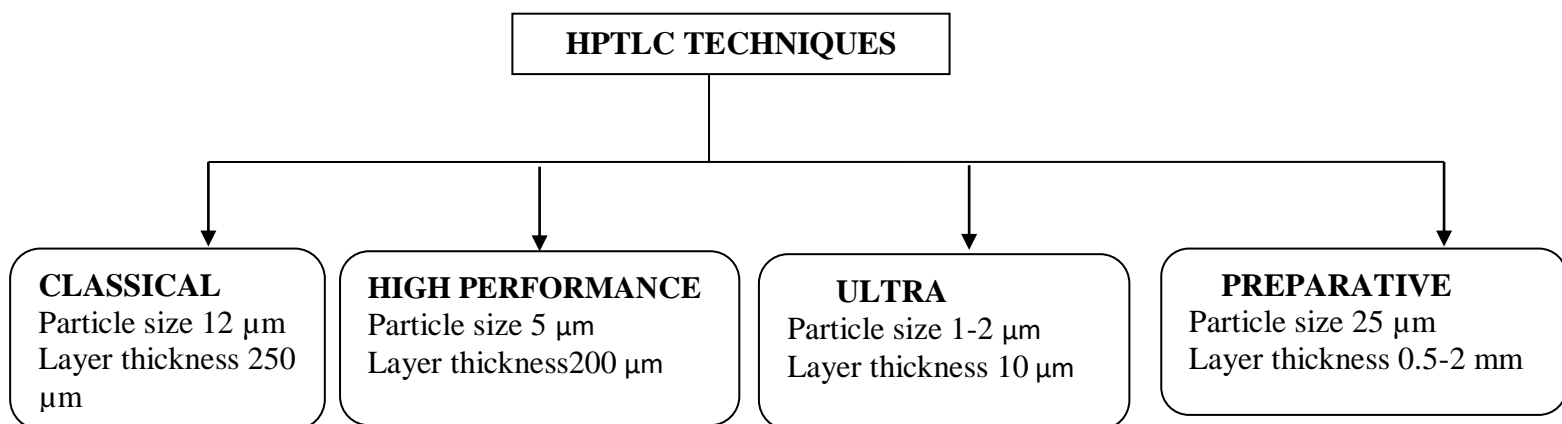 HPTLC TECHNIQUES
CLASSICAL
Particle size 12 µm
Layer thickness 250
µm
HIGH PERFORMANCE
Particle size 5 µm
Layer thickness200 µm
ULTRA
Particle size 1-2 µm
Layer thickness 10 µm
PREPARATIVE
Particle size 25 µm
Layer thickness 0.5-2 mm